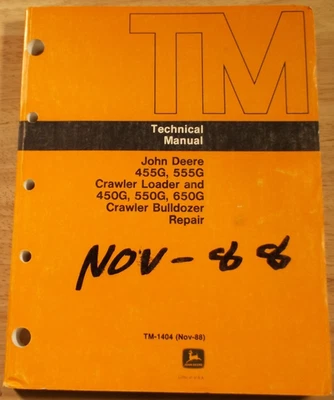 TM
Technical
Manual
John Deere
455G, 555G
Crawler Loader and
450G, 550G, 650G
Crawler Bulldozer
Repair
NOV - 88
TM-1404 (Nov-88)